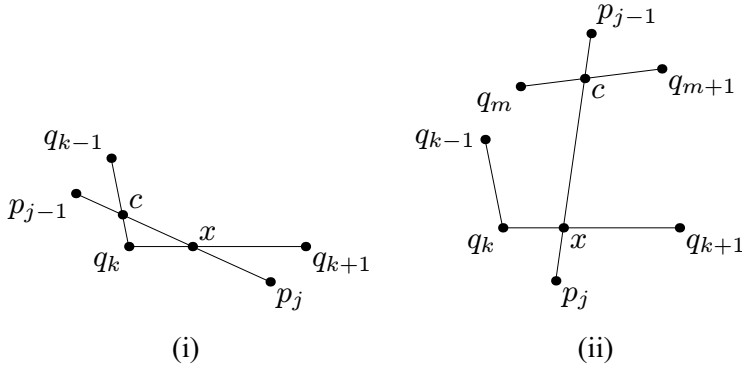 p_{j-1}
c
q_m
q_{m+1}
q_{k-1}
q_{k-1}
c
p_{j-1}
x
q_k
q_{k+1}
p_j
q_k
x
q_{k+1}
p_j
(i)
(ii)